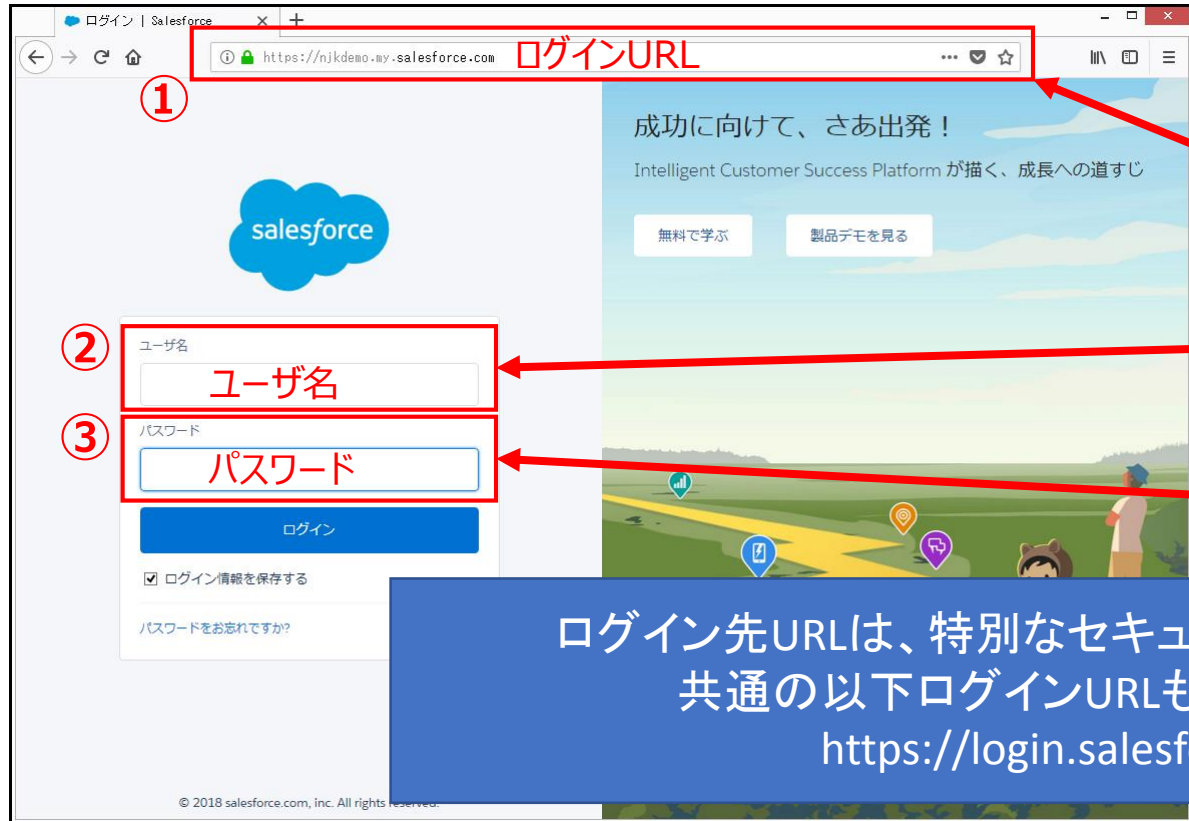 ログイン | Salesforce
https://njkdemo.my.salesforce.com
ログインURL
①
成功に向けて、さあ出発！
Intelligent Customer Success Platform が描く、成長への道すじ
無料で学ぶ
製品デモを見る
salesforce
②
ユーザ名
ユーザ名
③
パスワード
パスワード
ログイン
ログイン情報を保存する
パスワードをお忘れですか?
ログイン先URLは、特別なセキュ
共通の以下ログインURLも
https://login.salesf
© 2018 salesforce.com, inc. All rights reserved.